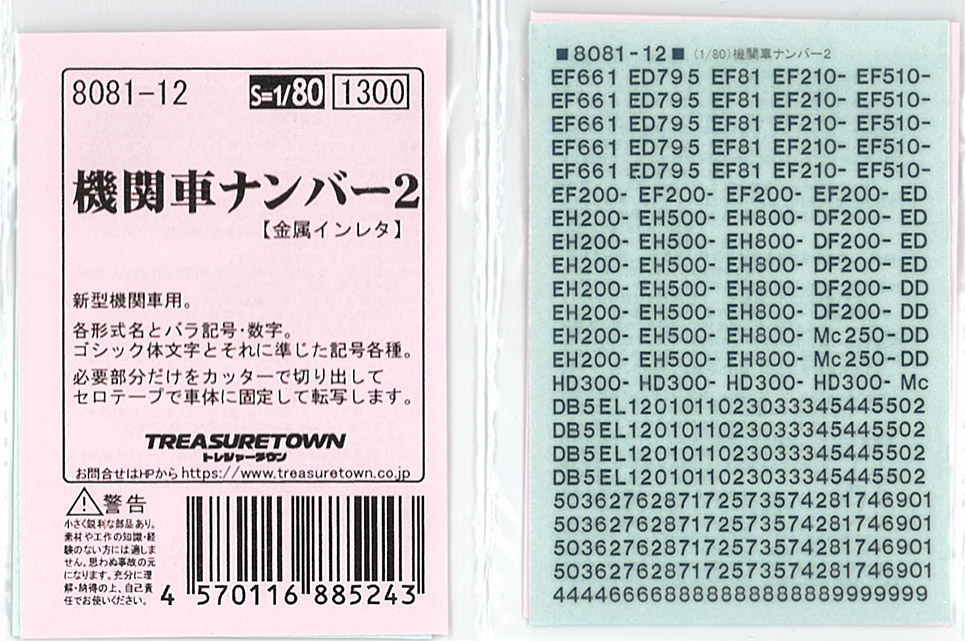 8081-12 S=1/80 1300
機関車ナンバー2
【金属インレタ】
新型機関車用。
各形式名とバラ記号・数字。
ゴシック体文字とそれに準じた記号各種。
必要部分だけをカッターで切り出して
セロテープで車体に固定して転写します。
TREASURETOWN
トレジャータウン
お問合せはHPから https://www.treasuretown.co.jp
警告
小さく鋭利な部品あり。
素材や工作の知識・経
験のない方には適しま
せん。思わぬ事故の元
になります。充分に理
解・納得の上、自己責
任でお使いください。
4 570116 885243
■8081-12■ (1/80)機関車ナンバー2
EF661 ED795 EF81 EF210- EF510-
EF661 ED795 EF81 EF210- EF510-
EF661 ED795 EF81 EF210- EF510-
EF661 ED795 EF81 EF210- EF510-
EF661 ED795 EF81 EF210- EF510-
EF200- EF200- EF200- EF200- ED
EH200- EH500- EH800- DF200- ED
EH200- EH500- EH800- DF200- ED
EH200- EH500- EH800- DF200- ED
EH200- EH500- EH800- DF200- DD
EH200- EH500- EH800- DF200- DD
EH200- EH500- EH800- Mc250- DD
EH200- EH500- EH800- Mc250- DD
HD300- HD300- HD300- HD300- Mc
DB5EL1201011023033345445502
DB5EL1201011023033345445502
DB5EL1201011023033345445502
DB5EL1201011023033345445502
5036276287172573574281746901
5036276287172573574281746901
5036276287172573574281746901
5036276287172573574281746901
4444666688888888888889999999